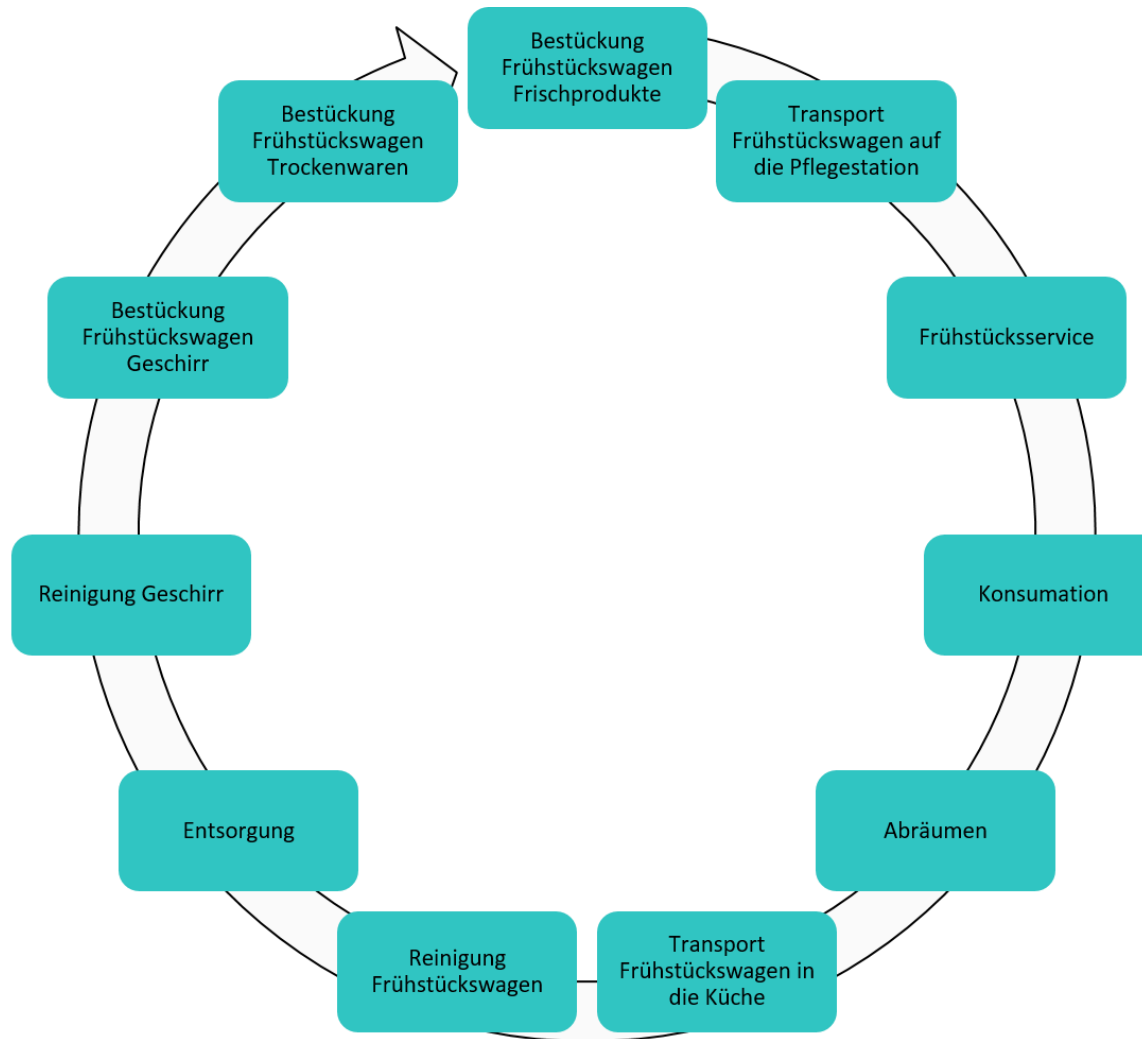 Bestückung
Frühstückswagen
Frischprodukte
Transport
Frühstückswagen auf
die Pflegestation
Frühstücksservice
Konsumation
Abräumen
Transport
Frühstückswagen in
die Küche
Reinigung
Frühstückswagen
Entsorgung
Reinigung Geschirr
Bestückung
Frühstückswagen
Geschirr
Bestückung
Frühstückswagen
Trockenwaren